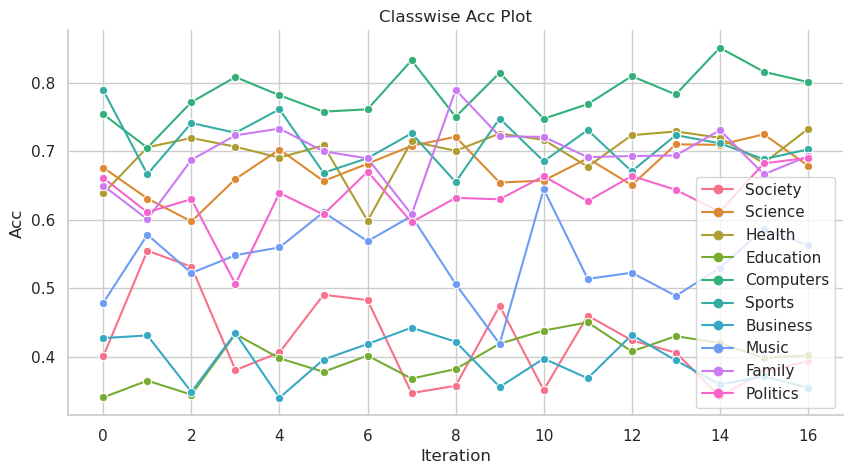 Classwise Acc Plot
Acc
0.8
0.7
0.6
0.5
0.4
0 2 4 6 8 10 12 14 16
Iteration
Society
Science
Health
Education
Computers
Sports
Business
Music
Family
Politics